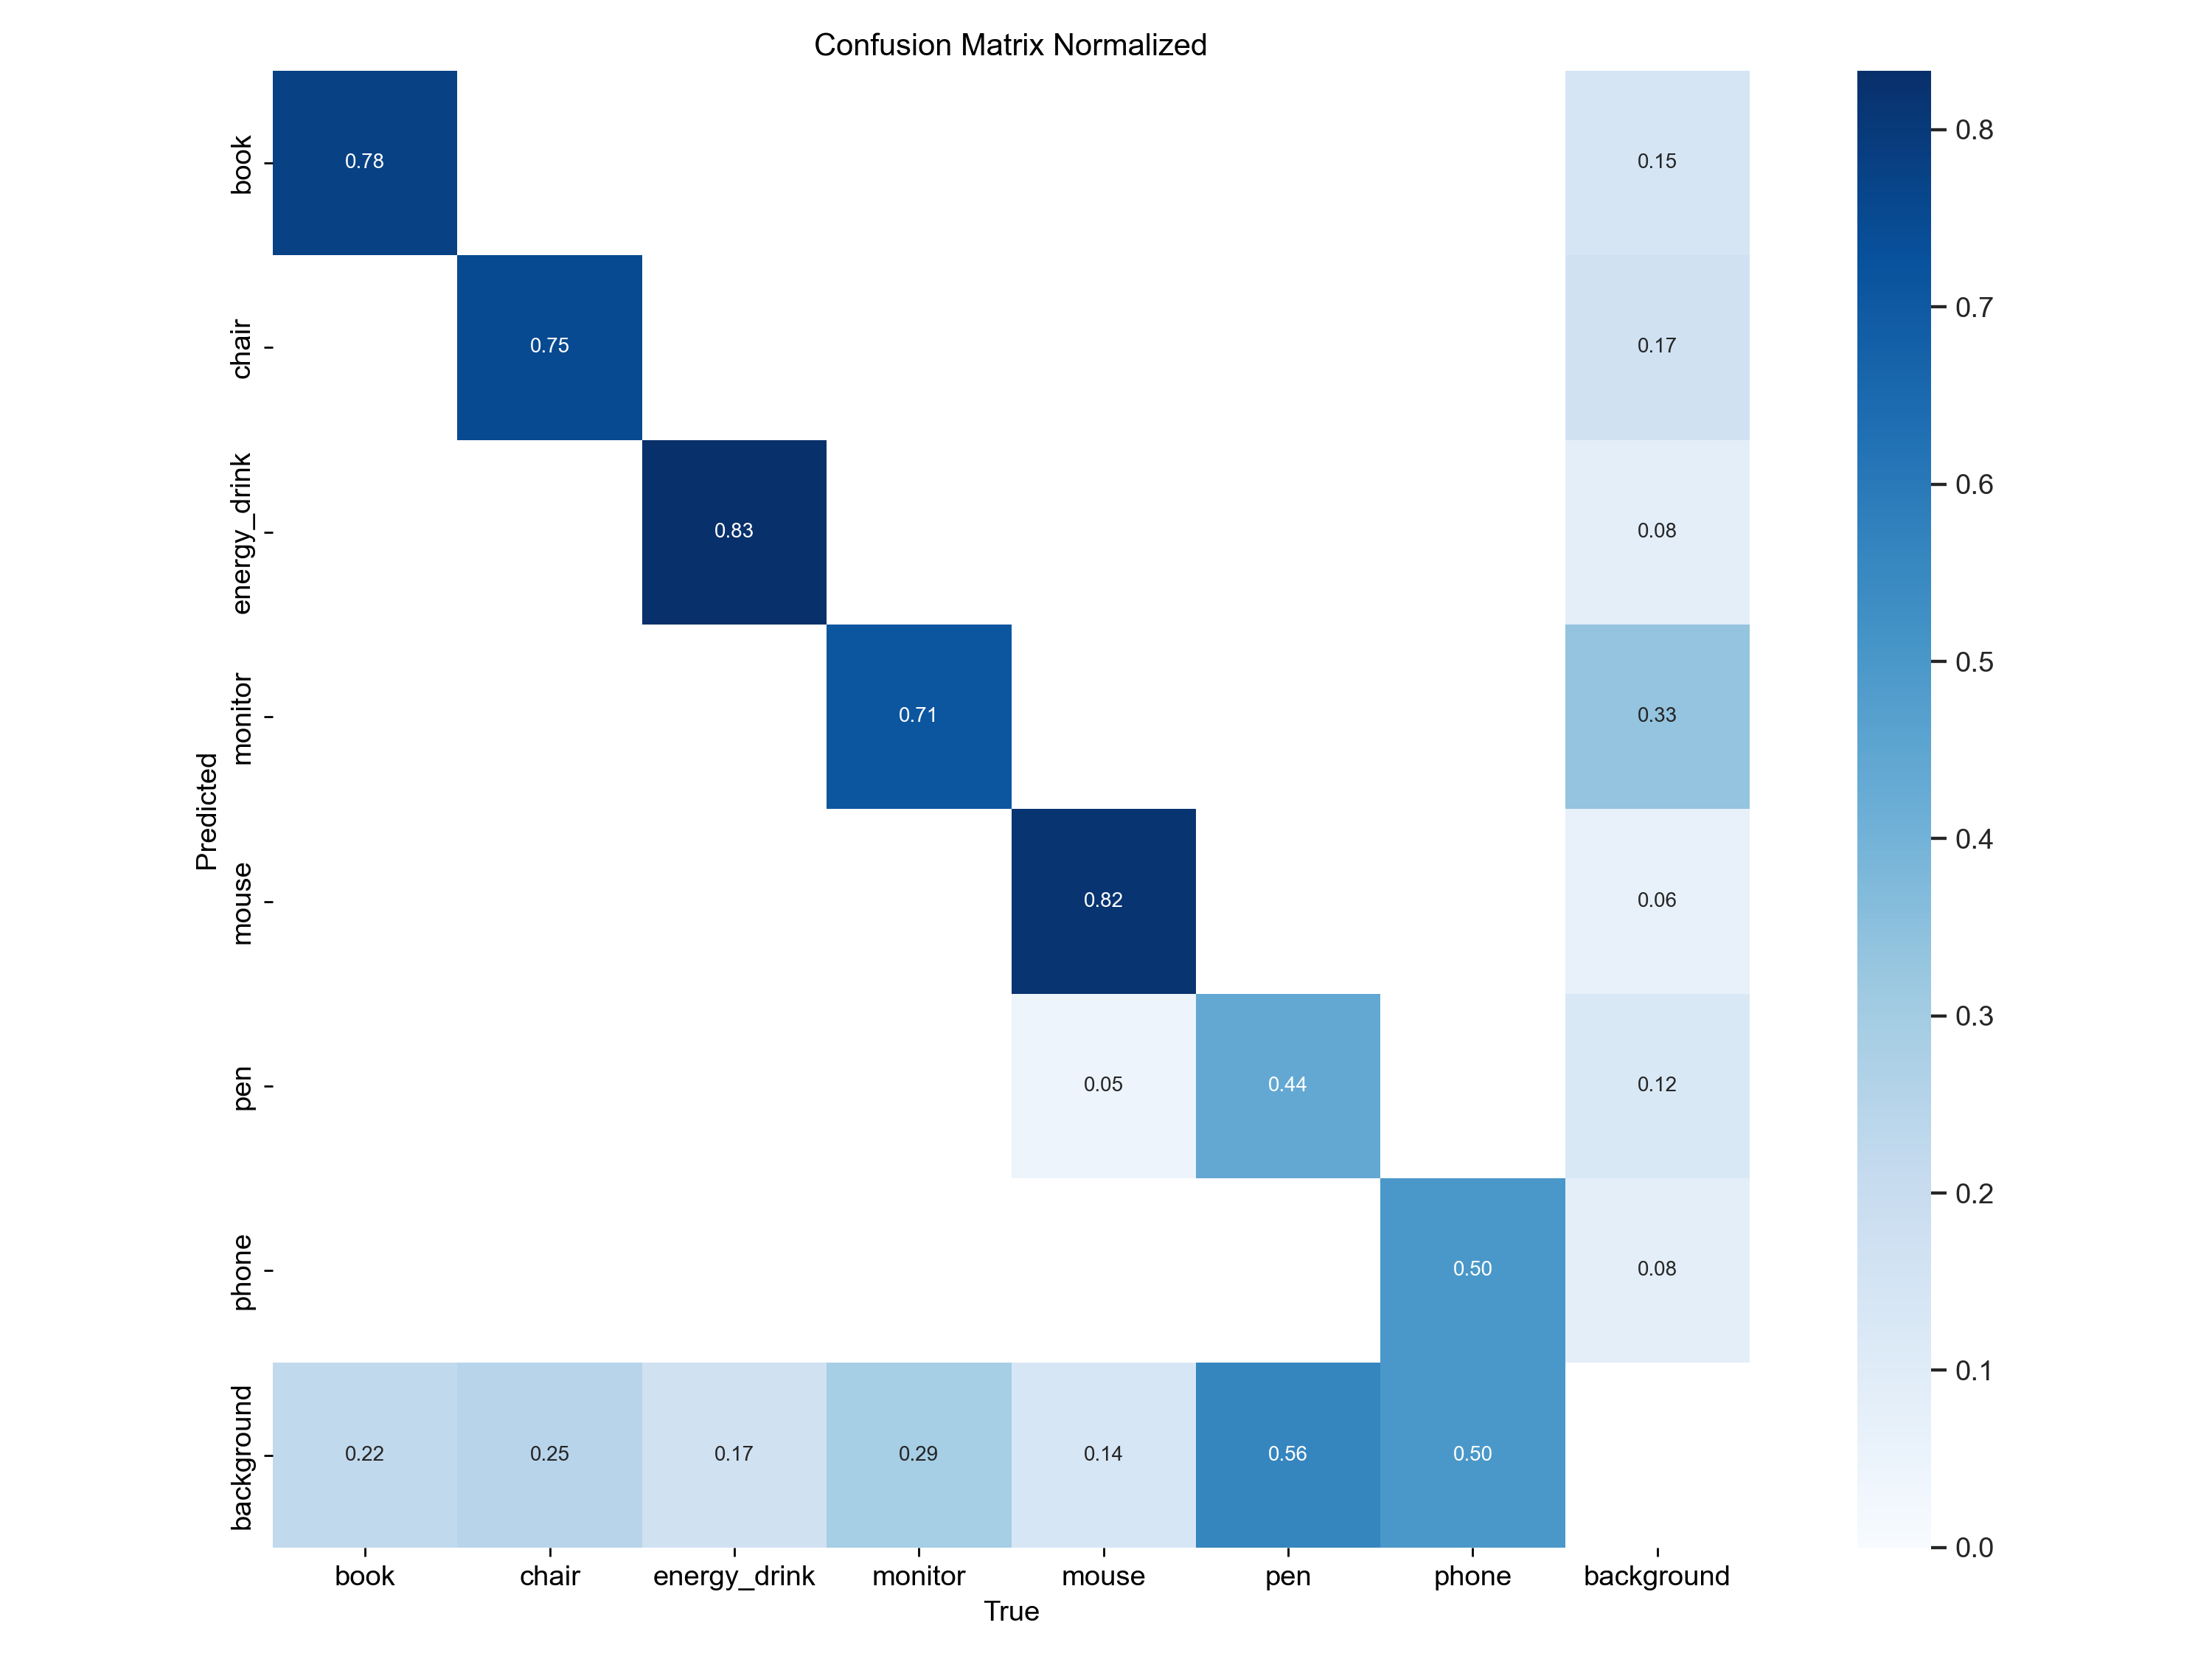 Confusion Matrix Normalized
book
0.78
0.15
0.8
chair
0.75
0.17
0.7
energy_drink
0.83
0.08
0.6
monitor
0.71
0.33
0.5
Predicted
mouse
0.82
0.06
0.4
pen
0.05
0.44
0.12
0.3
phone
0.50
0.08
0.2
0.1
background
0.22
0.25
0.17
0.29
0.14
0.56
0.50
0.0
book
chair
energy_drink
monitor
mouse
pen
phone
background
True